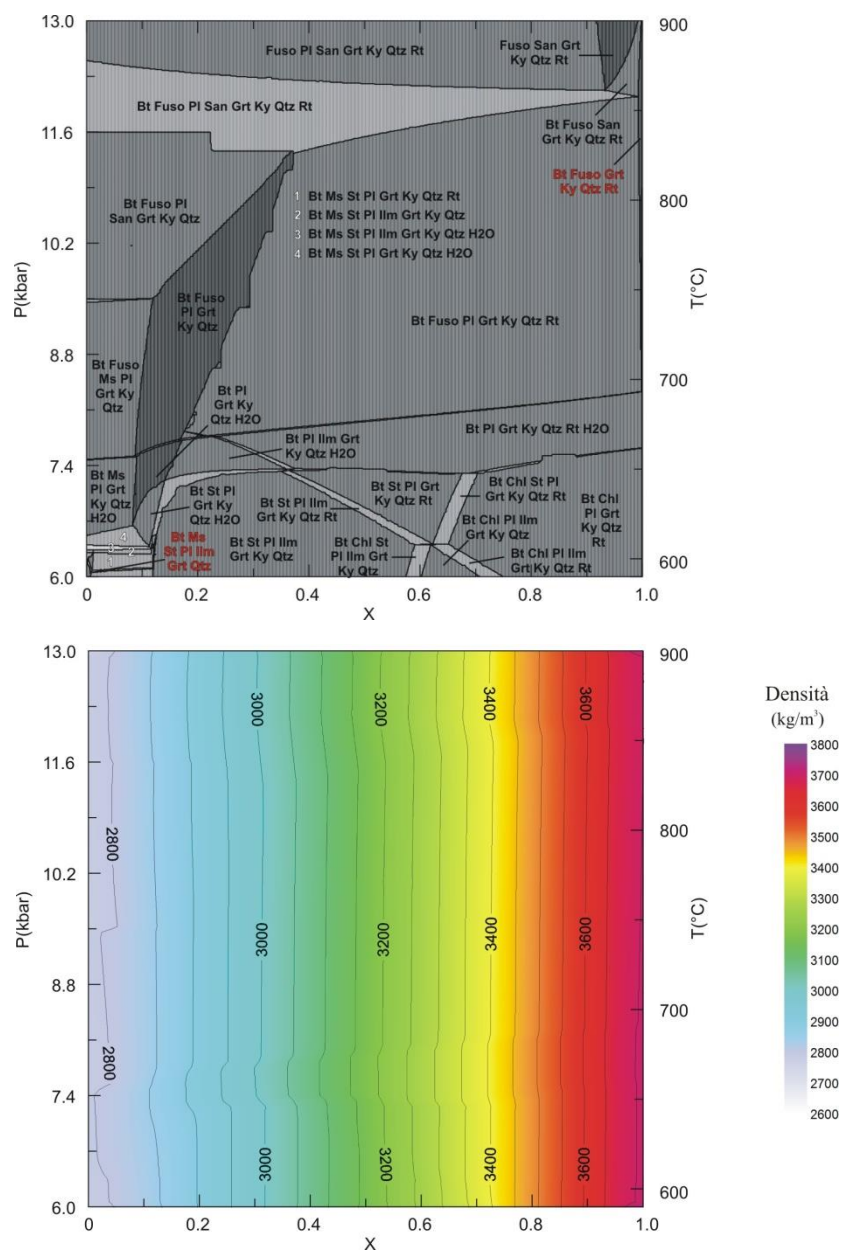 13.0
11.6
10.2
8.8
7.4
6.0
P(kbar)
900
800
700
600
T(°C)
0
0.2
0.4
0.6
0.8
1.0
X
Fuso Pl San Grt Ky Qtz Rt
Fuso San Grt
Ky Qtz Rt
Bt Fuso Pl San Grt Ky Qtz Rt
Bt Fuso San
Grt Ky Qtz Rt
Bt Fuso Grt
Ky Qtz Rt
Bt Fuso Pl
San Grt Ky Qtz
1 Bt Ms St Pl Grt Ky Qtz Rt
2 Bt Ms St Pl Ilm Grt Ky Qtz
3 Bt Ms St Pl Ilm Grt Ky Qtz H2O
4 Bt Ms St Pl Grt Ky Qtz H2O
Bt Fuso
Pl Grt
Ky Qtz
Bt Fuso Pl Grt Ky Qtz Rt
Bt Fuso
Ms Pl
Grt Ky
Qtz
Bt Pl
Grt Ky
Qtz H2O
Bt Pl Ilm Grt
Ky Qtz H2O
Bt Pl Grt Ky Qtz Rt H2O
Bt Ms
Pl Grt
Ky Qtz
H2O
Bt St Pl
Grt Ky
Qtz H2O
Bt St Pl Grt
Ky Qtz Rt
Bt Chl St Pl
Grt Ky Qtz Rt
Bt Chl
Pl Grt
Ky Qtz
Rt
Bt St Pl Ilm
Grt Ky Qtz Rt
Bt Chl Pl Ilm
Grt Ky Qtz
4
3
2
1
Bt Ms
St Pl Ilm
Grt Qtz
Bt St Pl Ilm
Grt Ky Qtz
Bt Chl St
Pl Ilm Grt
Ky Qtz
Bt Chl Pl Ilm
Grt Ky Qtz Rt
13.0
11.6
10.2
8.8
7.4
6.0
P(kbar)
900
800
700
600
T(°C)
0
0.2
0.4
0.6
0.8
1.0
X
3000
3200
3400
3600
2800
3000
3200
3400
3600
2800
3000
3200
3400
3600
Densità
(kg/m³)
3800
3700
3600
3500
3400
3300
3200
3100
3000
2900
2800
2700
2600